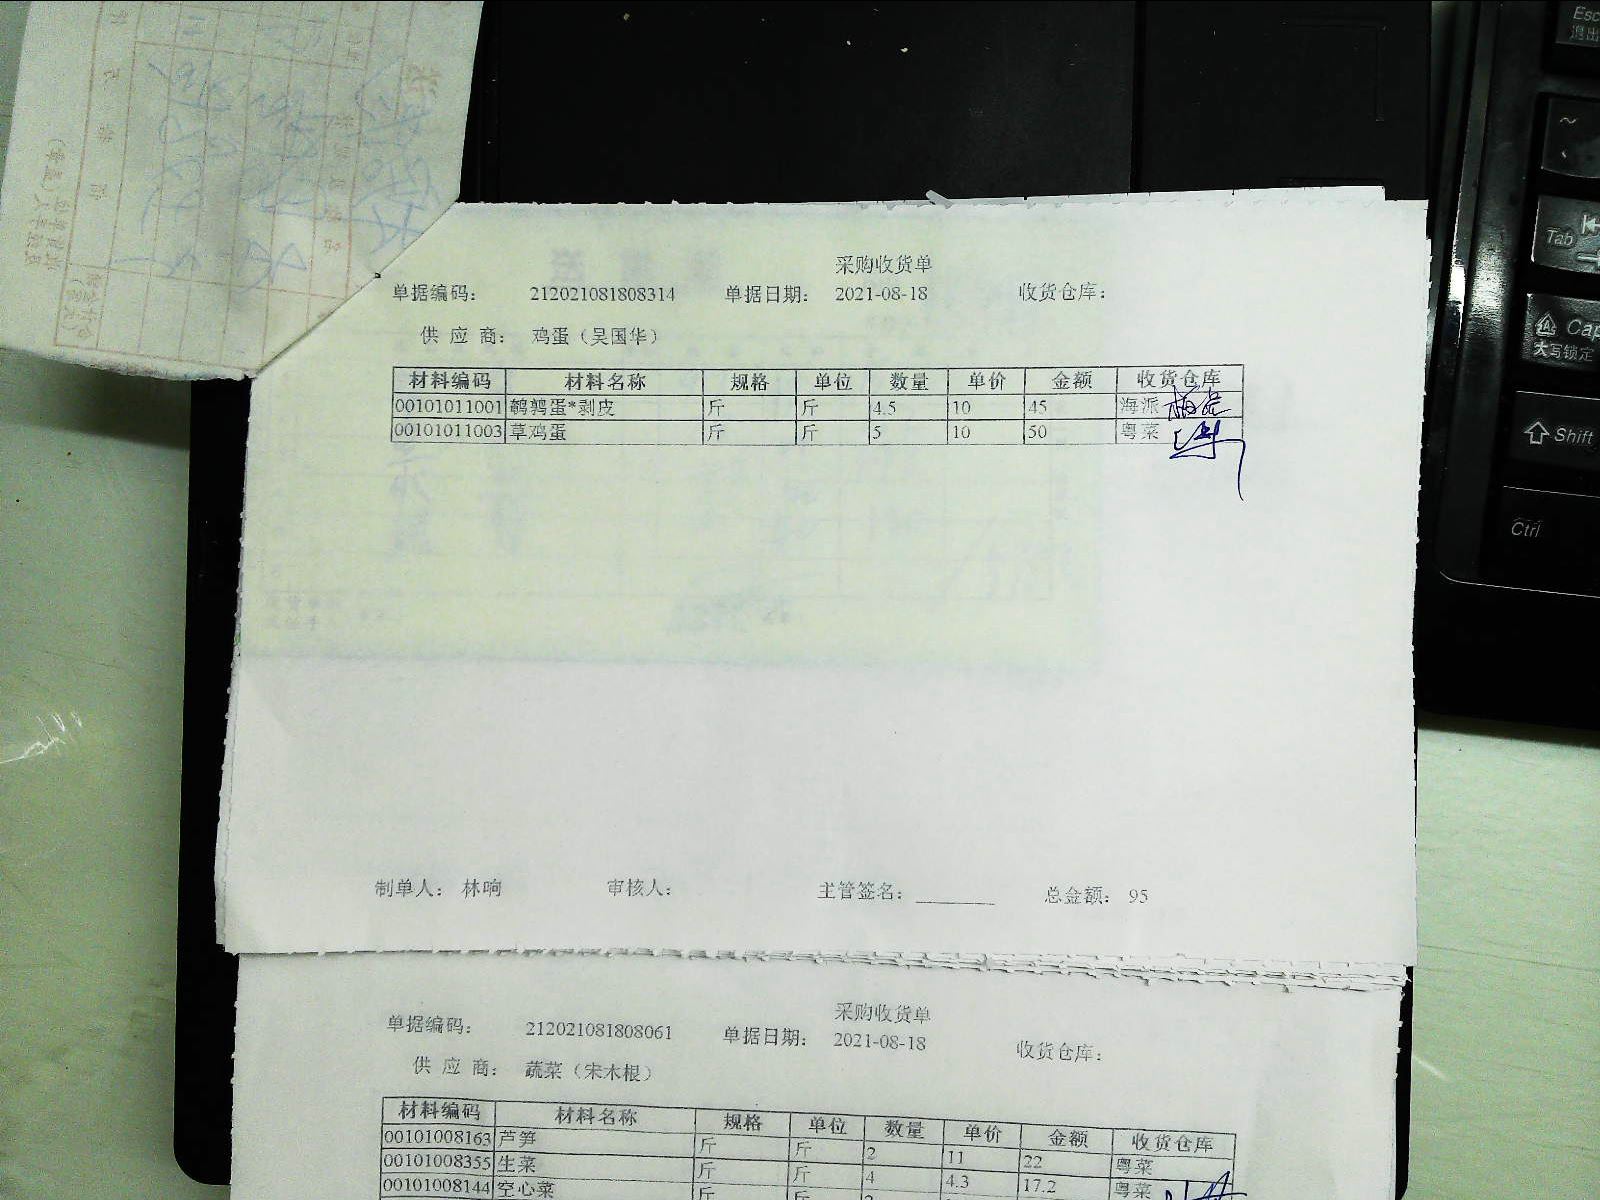 采购收货单
单据编码： 212021081808314 单据日期： 2021-08-18 收货仓库：
供 应 商： 鸡蛋（吴国华）
材料编码 材料名称 规格 单位 数量 单价 金额 收货仓库
00101011001 鹌鹑蛋*剥皮 斤 斤 4.5 10 45 海派
00101011003 草鸡蛋 斤 斤 5 10 50 粤菜
制单人： 林响 审核人： 主管签名： 总金额： 95
采购收货单
单据编码： 212021081808061 单据日期： 2021-08-18 收货仓库：
供 应 商： 蔬菜（宋木根）
材料编码 材料名称 规格 单位 数量 单价 金额 收货仓库
00101008163 芦笋 斤 斤 2 11 22 粤菜
00101008355 生菜 斤 斤 4 4.3 17.2 粤菜
00101008144 空心菜 斤 斤
Esc
退出
~
Tab
Cap
大写锁定
Shift
Ctrl